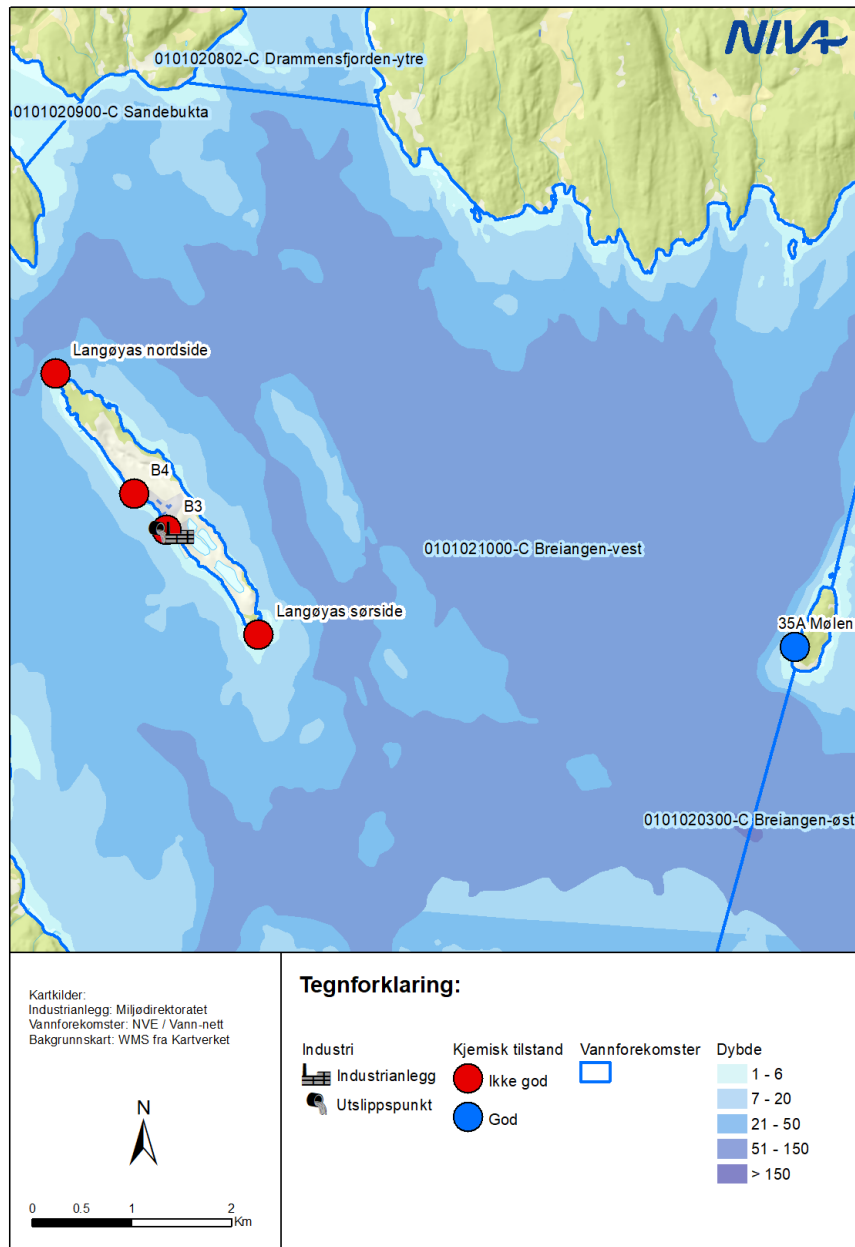 NIVA
0101020802-C Drammensfjorden-ytre
0101020900-C Sandebukta
Langøyas nordside
B4
B3
0101021000-C Breiangen-vest
Langøyas sørside
35A Mølen
0101020300-C Breiangen-øst
Kartkilder:
Industrianlegg: Miljødirektoratet
Vannforekomster: NVE / Vann-nett
Bakgrunnskart: WMS fra Kartverket
N
0 0.5 1 2
Km
Tegnforklaring:
Industri
Industrianlegg
Utslippspunkt
Kjemisk tilstand
Ikke god
God
Vannforekomster
Dybde
1 - 6
7 - 20
21 - 50
51 - 150
> 150